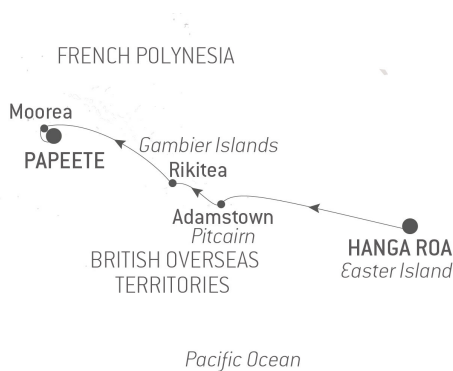 FRENCH POLYNESIA
Moorea
PAPEETE
Gambier Islands
Rikitea
Adamstown
Pitcairn
BRITISH OVERSEAS
TERRITORIES
HANGA ROA
Easter Island
Pacific Ocean